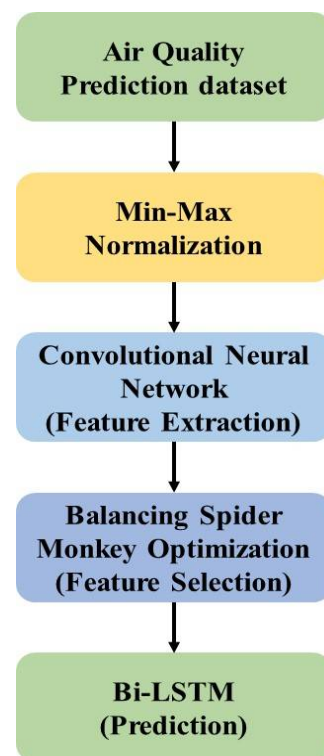 Air Quality
Prediction dataset
Min-Max
Normalization
Convolutional Neural
Network
(Feature Extraction)
Balancing Spider
Monkey Optimization
(Feature Selection)
Bi-LSTM
(Prediction)